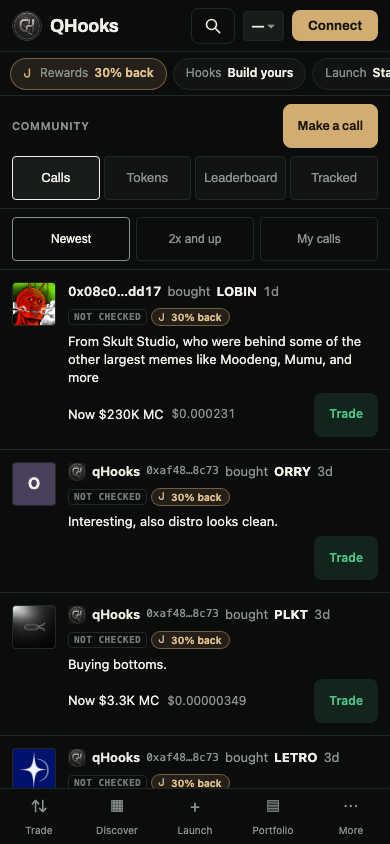 QHooks
—
Connect
Rewards 30% back
Hooks Build yours
Launch Sta
COMMUNITY
Make a call
Calls
Tokens
Leaderboard
Tracked
Newest
2x and up
My calls
0x08c0...dd17 bought LOBIN 1d
NOT CHECKED
30% back
From Skult Studio, who were behind some of the
other largest memes like Moodeng, Mumu, and
more
Now $230K MC $0.000231
Trade
O
qHooks 0xaf48…8c73 bought ORRY 3d
NOT CHECKED
30% back
Interesting, also distro looks clean.
Trade
qHooks 0xaf48…8c73 bought PLKT 3d
NOT CHECKED
30% back
Buying bottoms.
Now $3.3K MC $0.00000349
Trade
qHooks 0xaf48…8c73 bought LETRO 3d
NOT CHECKED
30% back
Trade
Discover
Launch
Portfolio
More